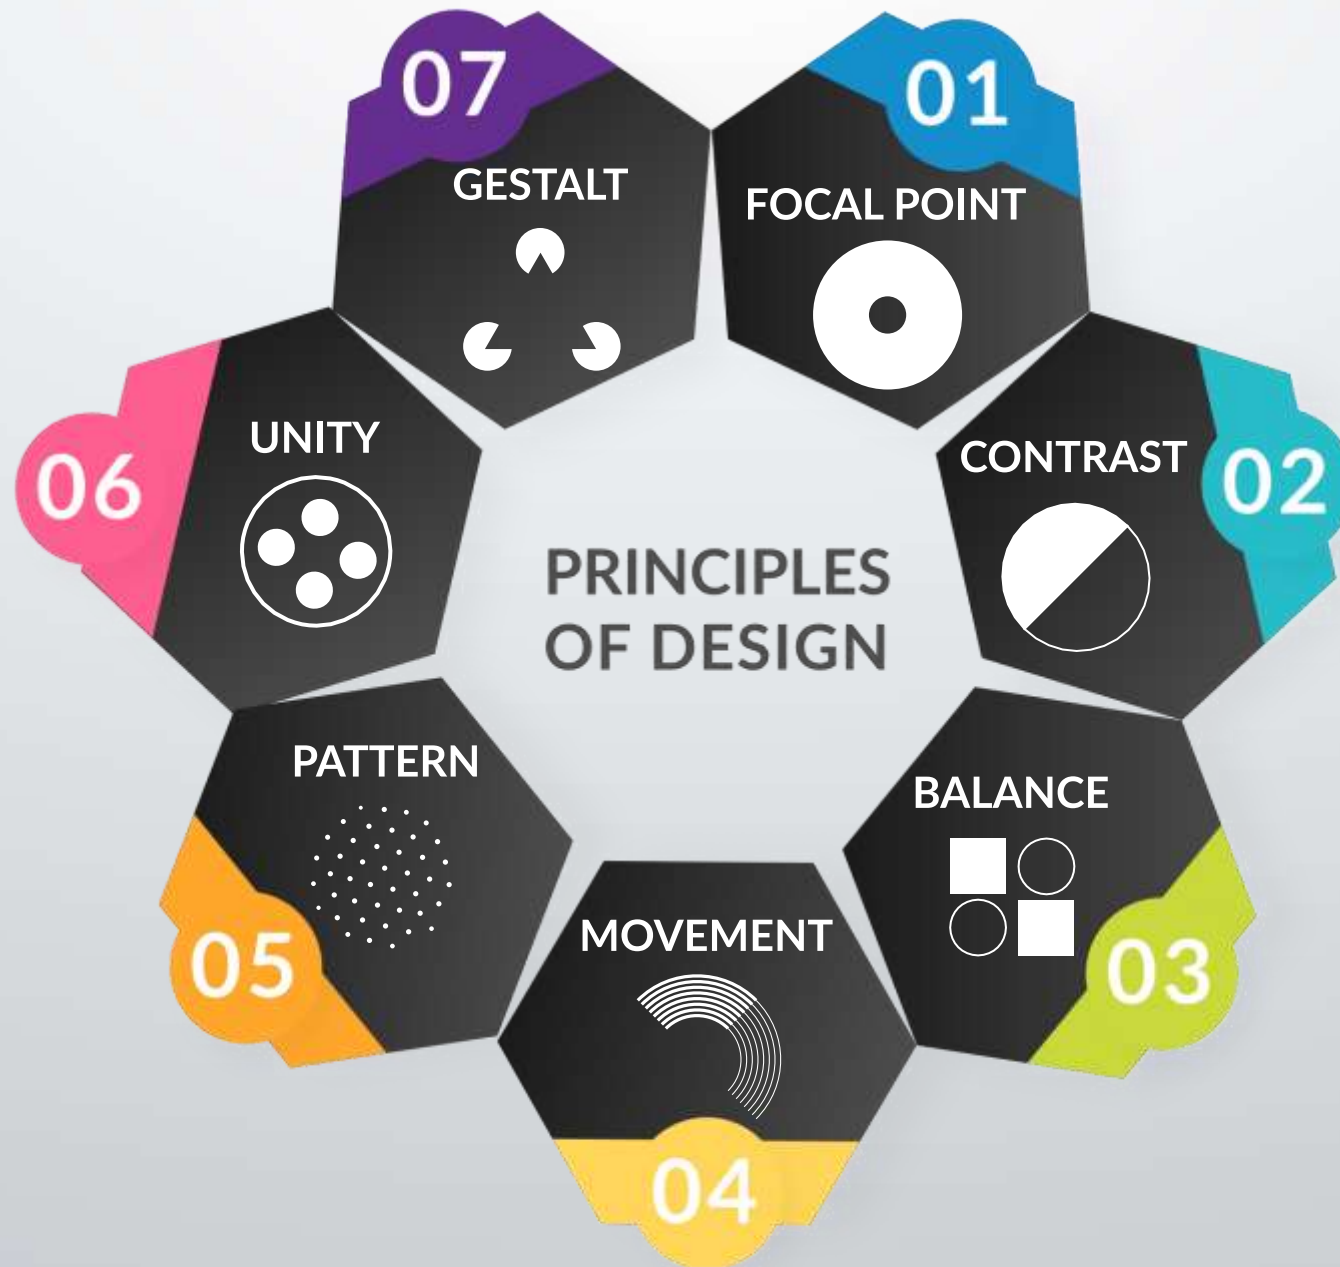 PRINCIPLES
OF DESIGN
01
FOCAL POINT
02
CONTRAST
03
BALANCE
04
MOVEMENT
05
PATTERN
06
UNITY
07
GESTALT